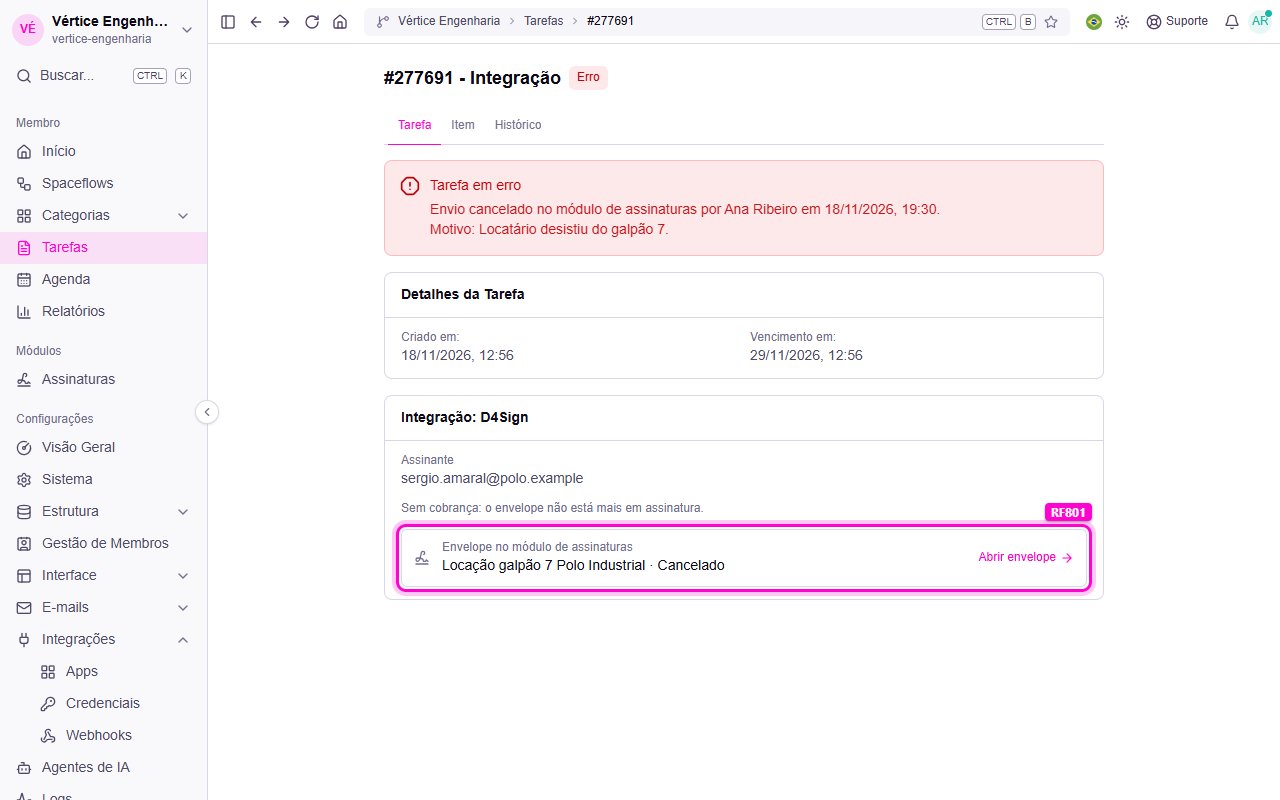 VÉ
Vértice Engenh...
vertice-engenharia
Vértice Engenharia
Tarefas
#277691
CTRL B
Suporte
AR
Buscar...
CTRL K
Membro
Início
Spaceflows
Categorias
Tarefas
Agenda
Relatórios
Módulos
Assinaturas
Configurações
Visão Geral
Sistema
Estrutura
Gestão de Membros
Interface
E-mails
Integrações
Apps
Credenciais
Webhooks
Agentes de IA
Logs
#277691 - Integração
Erro
Tarefa
Item
Histórico
Tarefa em erro
Envio cancelado no módulo de assinaturas por Ana Ribeiro em 18/11/2026, 19:30.
Motivo: Locatário desistiu do galpão 7.
Detalhes da Tarefa
Criado em:
18/11/2026, 12:56
Vencimento em:
29/11/2026, 12:56
Integração: D4Sign
Assinante
sergio.amaral@polo.example
Sem cobrança: o envelope não está mais em assinatura.
RF801
Envelope no módulo de assinaturas
Locação galpão 7 Polo Industrial · Cancelado
Abrir envelope →